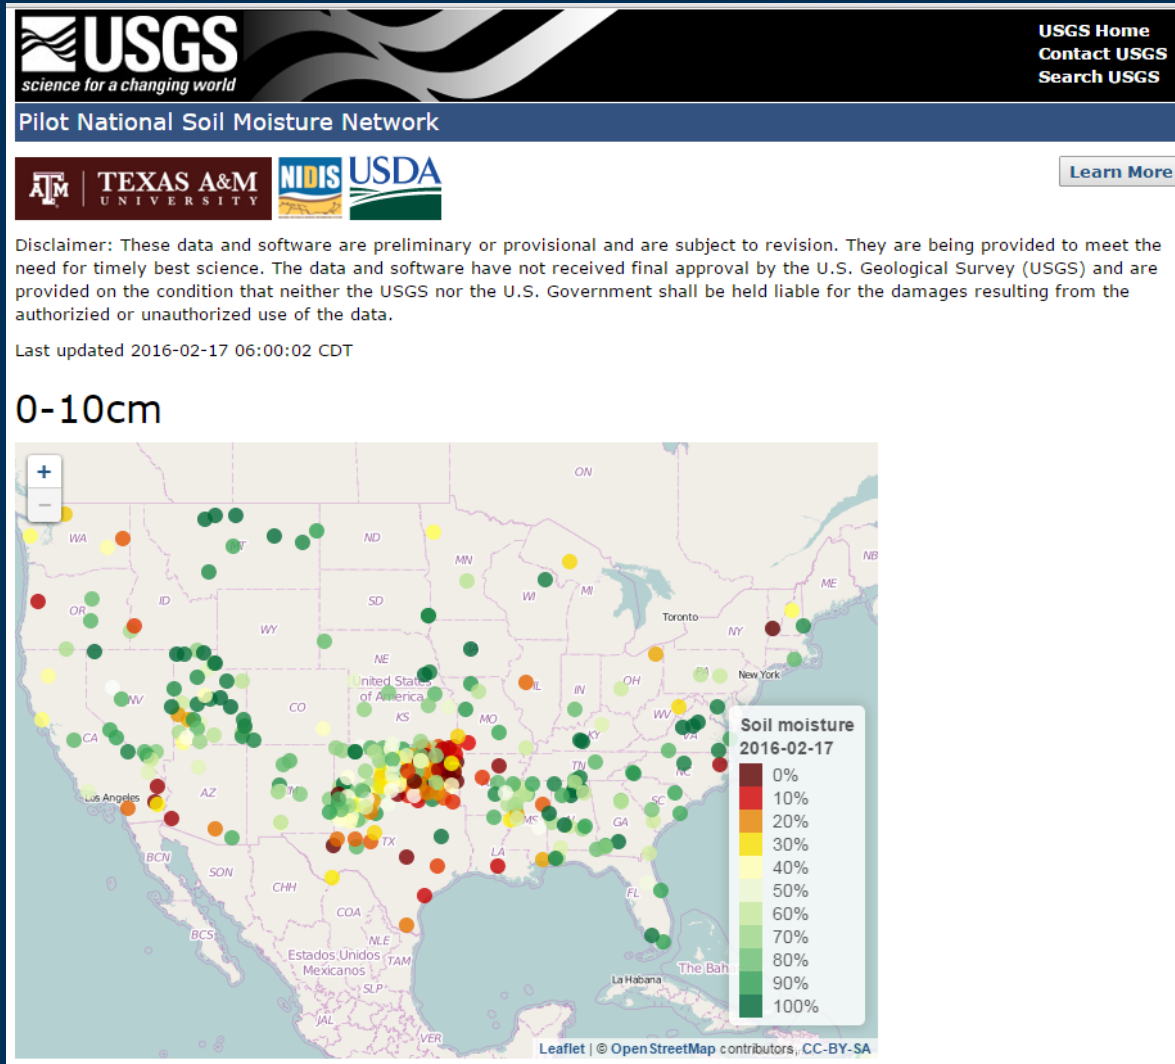 USGS
science for a changing world
USGS Home
Contact USGS
Search USGS
Pilot National Soil Moisture Network
ĀM | TEXAS A&M
UNIVERSITY
NIDIS
USDA
Learn More
Disclaimer: These data and software are preliminary or provisional and are subject to revision. They are being provided to meet the
need for timely best science. The data and software have not received final approval by the U.S. Geological Survey (USGS) and are
provided on the condition that neither the USGS nor the U.S. Government shall be held liable for the damages resulting from the
authorizied or unauthorized use of the data.
Last updated 2016-02-17 06:00:02 CDT
0-10cm
+
−
ON
WA
MT
ND
MN
NB
ME
OR
ID
SD
WI
MI
Toronto
NY
WY
NE
United States
of America
IL
IN
OH
PA
New York
NV
CO
KS
MO
WV
KY
VA
CA
TN
NC
Los Angeles
AZ
MS
AL
GA
SC
TX
LA
BCN
SON
CHH
COA
FL
BCS
NLE
Estados Unidos
Mexicanos
TAM
SLP
La Habana
The Bah
JAL
VER
Soil moisture
2016-02-17
0%
10%
20%
30%
40%
50%
60%
70%
80%
90%
100%
Leaflet | © OpenStreetMap contributors, CC-BY-SA